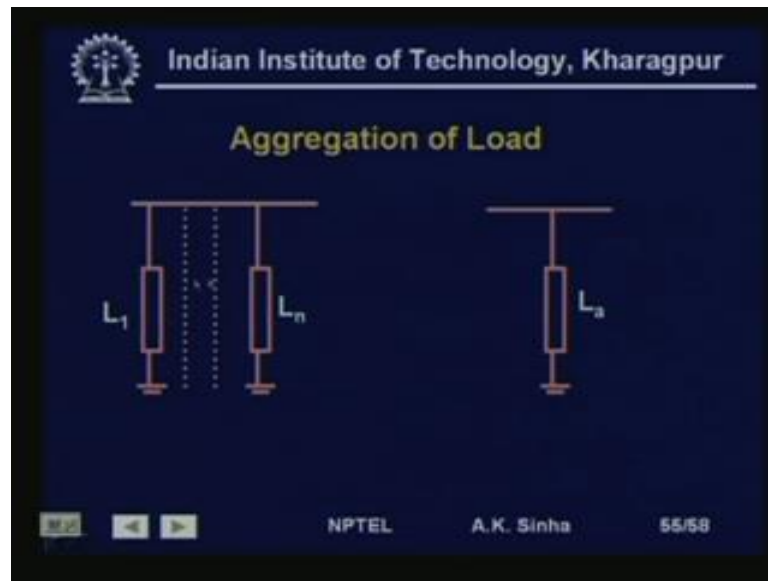 Indian Institute of Technology, Kharagpur
Aggregation of Load
L1
Ln
La
NPTEL A.K. Sinha 55/58